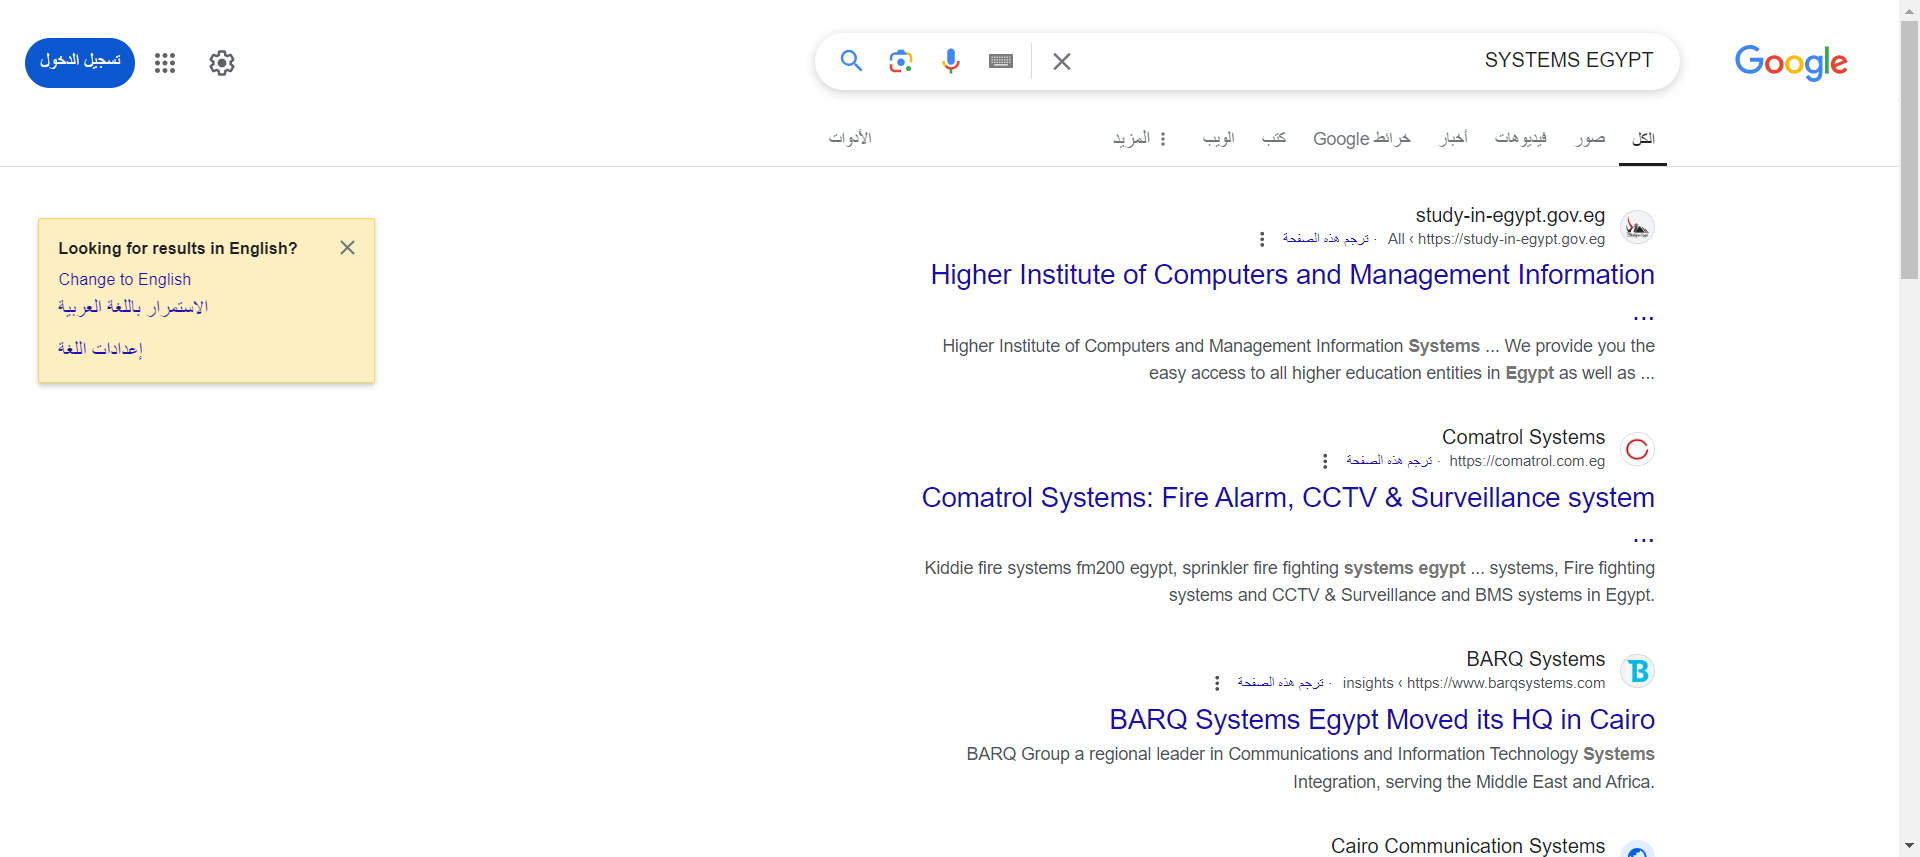 Google
SYSTEMS EGYPT
تسجيل الدخول
الكل
صور
فيديوهات
أخبار
خرائط Google
كتب
الويب
المزيد
الأدوات
Looking for results in English?
Change to English
الاستمرار باللغة العربية
إعدادات اللغة
study-in-egypt.gov.eg
All ‹ https://study-in-egypt.gov.eg · ترجم هذه الصفحة
Higher Institute of Computers and Management Information
...
Higher Institute of Computers and Management Information Systems ... We provide you the
easy access to all higher education entities in Egypt as well as ...
Comatrol Systems
https://comatrol.com.eg · ترجم هذه الصفحة
Comatrol Systems: Fire Alarm, CCTV & Surveillance system
...
Kiddie fire systems fm200 egypt, sprinkler fire fighting systems egypt ... systems, Fire fighting
systems and CCTV & Surveillance and BMS systems in Egypt.
BARQ Systems
insights ‹ https://www.barqsystems.com · ترجم هذه الصفحة
BARQ Systems Egypt Moved its HQ in Cairo
BARQ Group a regional leader in Communications and Information Technology Systems
Integration, serving the Middle East and Africa.
Cairo Communication Systems